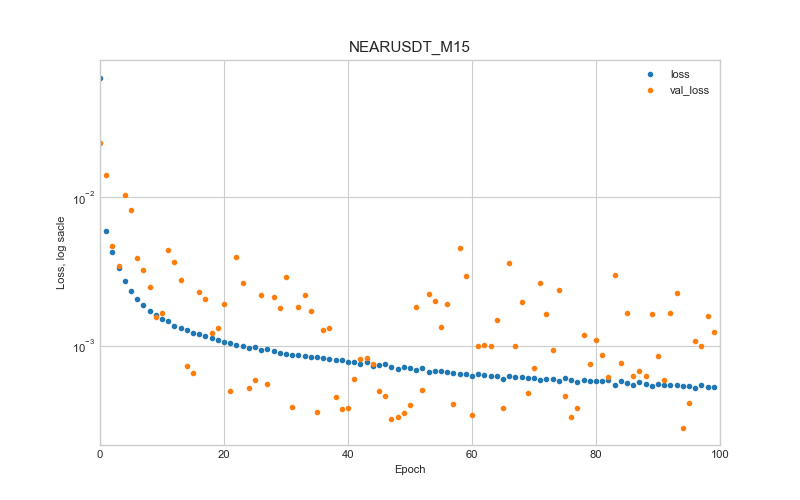 NEARUSDT_M15
loss
val_loss
10⁻²
10⁻³
Loss, log sacle
0 20 40 60 80 100
Epoch